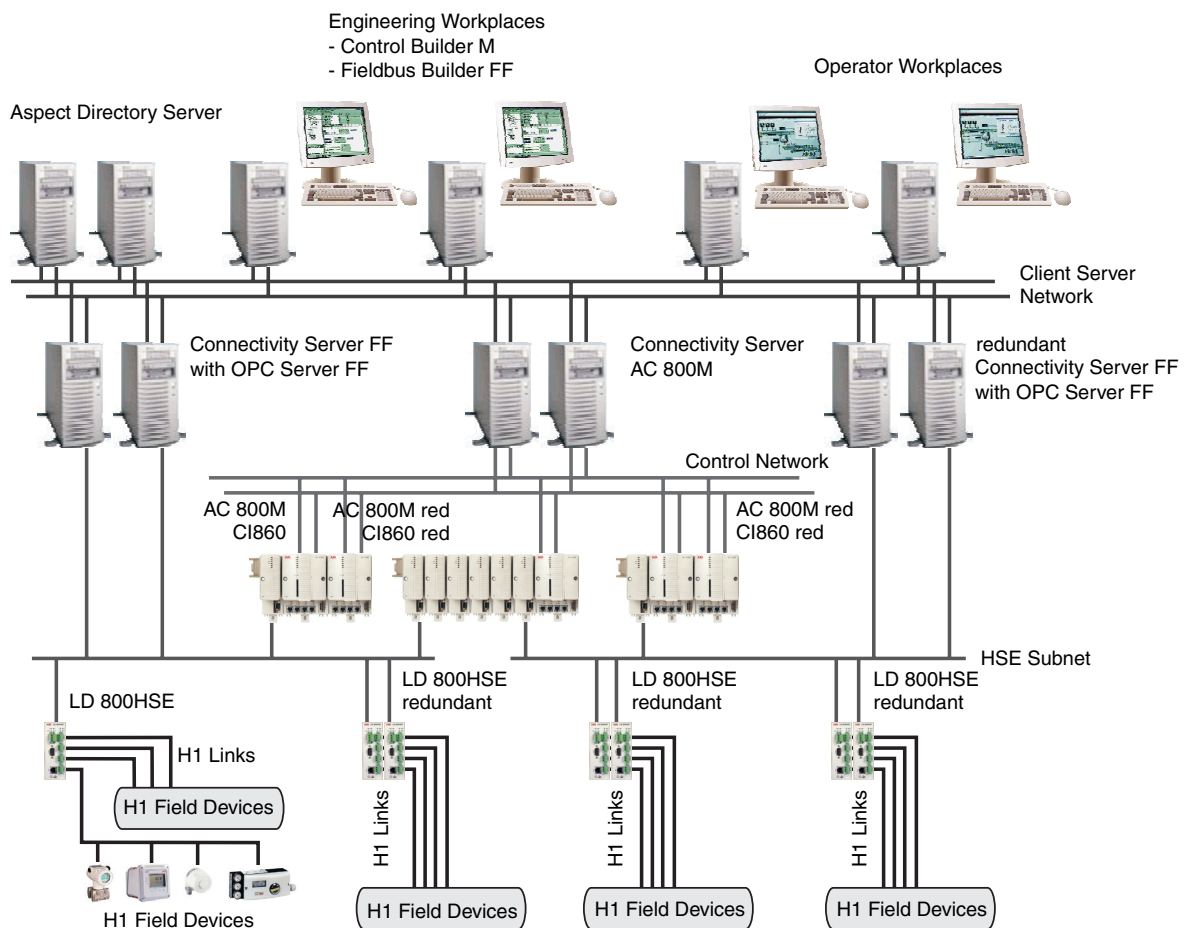 Engineering Workplaces
- Control Builder M
- Fieldbus Builder FF
Operator Workplaces
Aspect Directory Server
Client Server
Network
Connectivity Server FF
with OPC Server FF
Connectivity Server
AC 800M
redundant
Connectivity Server FF
with OPC Server FF
Control Network
AC 800M
CI860
AC 800M red
CI860 red
AC 800M red
CI860 red
HSE Subnet
LD 800HSE
LD 800HSE
redundant
LD 800HSE
redundant
LD 800HSE
redundant
H1 Links
H1 Field Devices
H1 Links
H1 Links
H1 Links
H1 Field Devices
H1 Field Devices
H1 Field Devices
H1 Field Devices